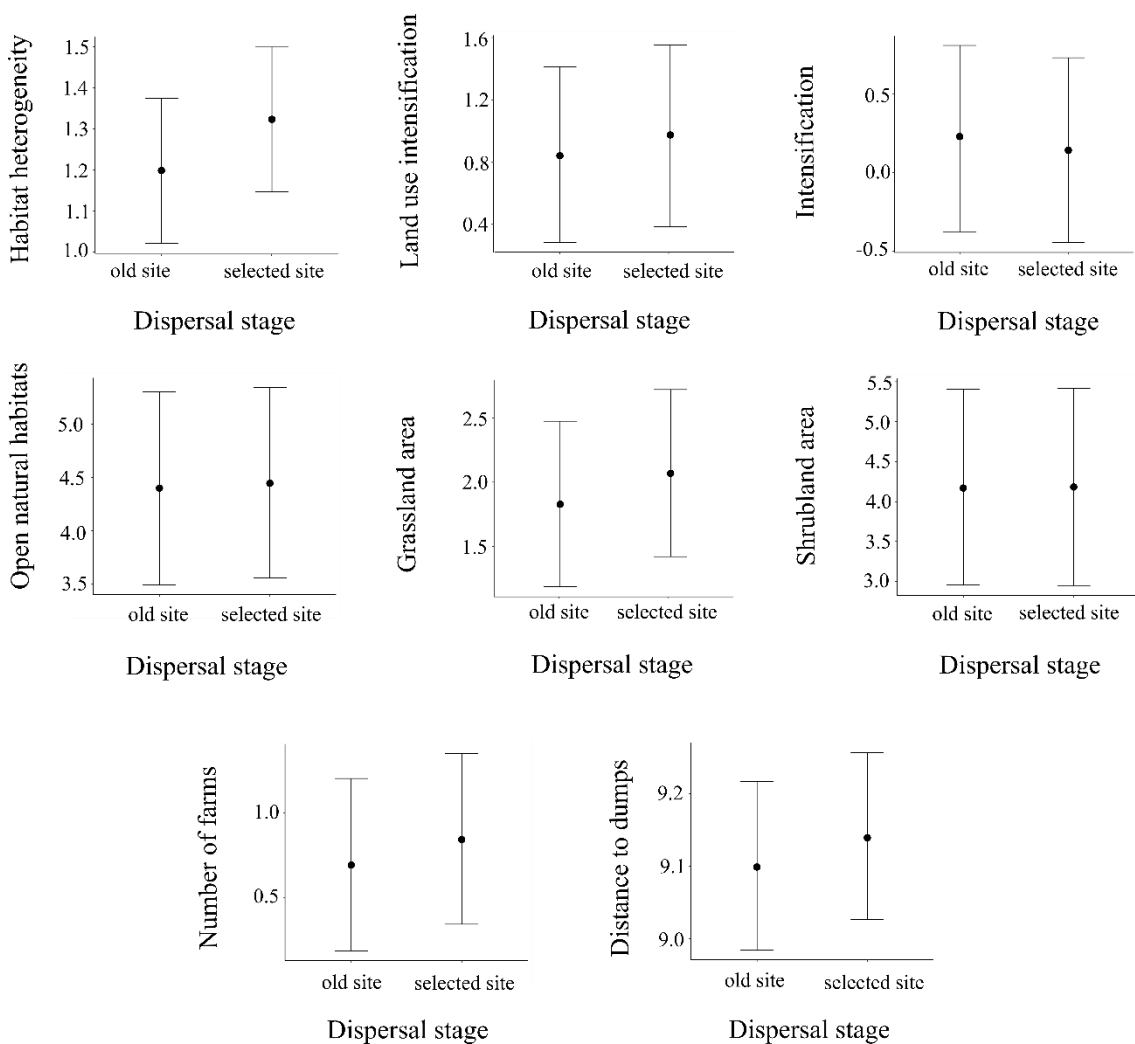 Habitat heterogeneity
1.5
1.4
1.3
1.2
1.1
1.0
old site
selected site
Dispersal stage
Land use intensification
1.6
1.2
0.8
0.4
old site
selected site
Dispersal stage
Intensification
0.5
0.0
-0.5
old site
selected site
Dispersal stage
Open natural habitats
5.0
4.5
4.0
3.5
old site
selected site
Dispersal stage
Grassland area
2.5
2.0
1.5
old site
selected site
Dispersal stage
Shrubland area
5.5
5.0
4.5
4.0
3.5
3.0
old site
selected site
Dispersal stage
Number of farms
1.0
0.5
old site
selected site
Dispersal stage
Distance to dumps
9.2
9.1
9.0
old site
selected site
Dispersal stage